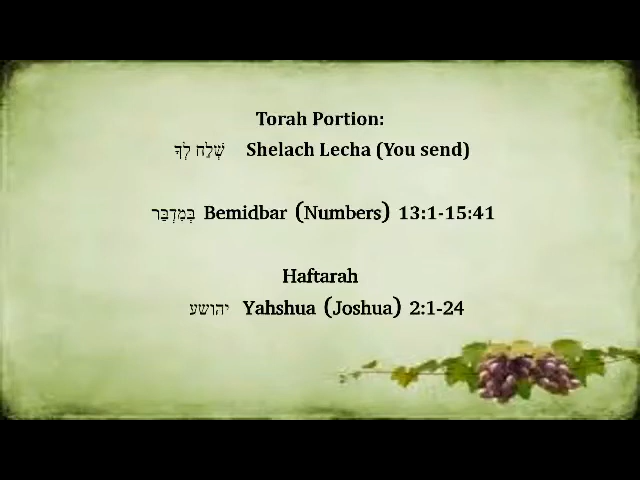 Torah Portion:
שְׁלַח לְךָ Shelach Lecha (You send)
בְּמִדְבַּר Bemidbar (Numbers) 13:1-15:41
Haftarah
יהושע Yahshua (Joshua) 2:1-24